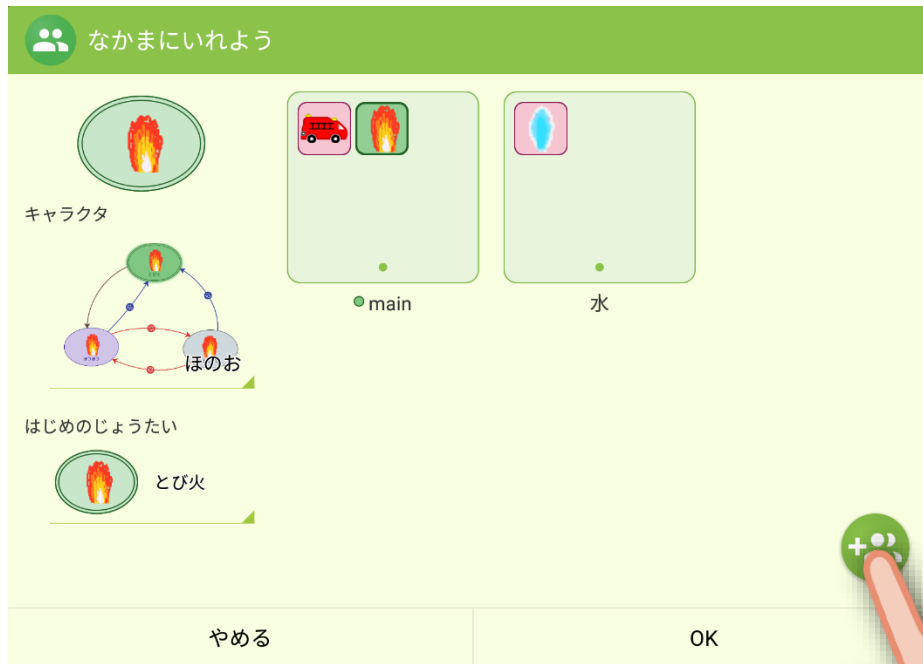 なかまにいれよう
キャラクタ
ほのお
はじめのじょうたい
とび火
main
水
やめる
OK